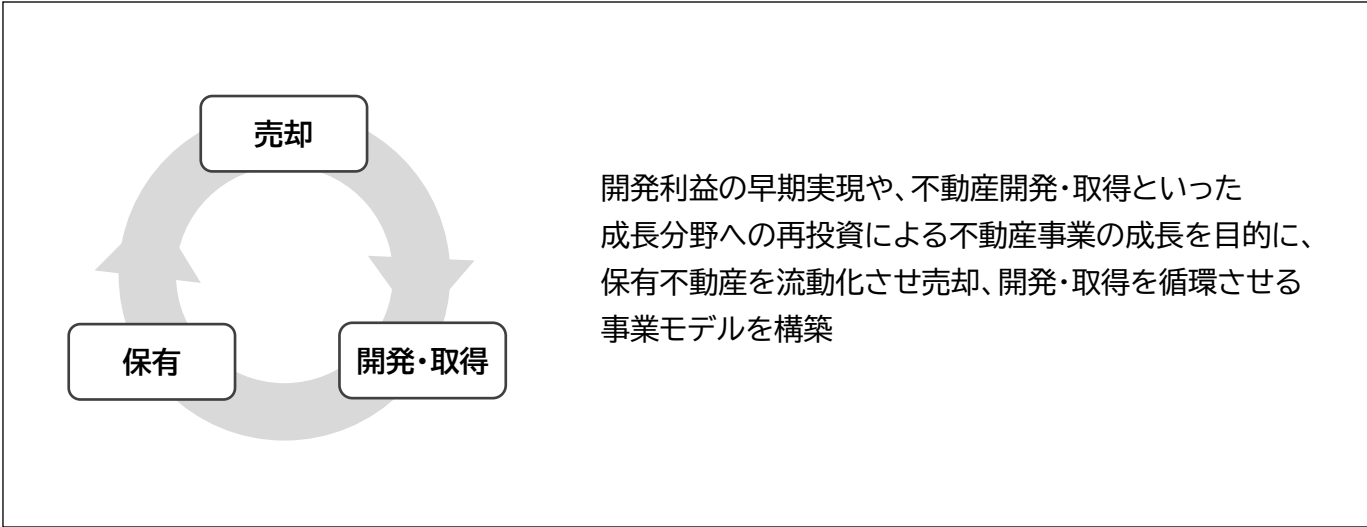 売却
保有
開発・取得
開発利益の早期実現や、不動産開発・取得といった
成長分野への再投資による不動産事業の成長を目的に、
保有不動産を流動化させ売却、開発・取得を循環させる
事業モデルを構築